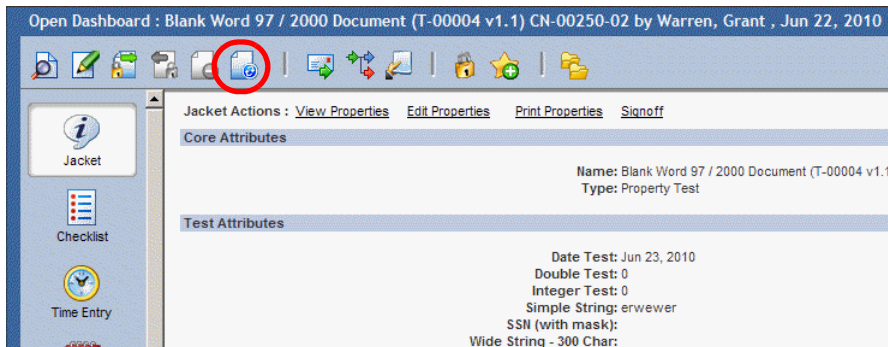 Open Dashboard : Blank Word 97 / 2000 Document (T-00004 v1.1) CN-00250-02 by Warren, Grant , Jun 22, 2010
Jacket Actions : View Properties Edit Properties Print Properties Signoff
Core Attributes
Jacket
Name: Blank Word 97 / 2000 Document (T-00004 v1.1
Type: Property Test
Test Attributes
Checklist
Date Test: Jun 23, 2010
Double Test: 0
Integer Test: 0
Simple String: erwewer
Time Entry
SSN (with mask):
Wide String - 300 Char: